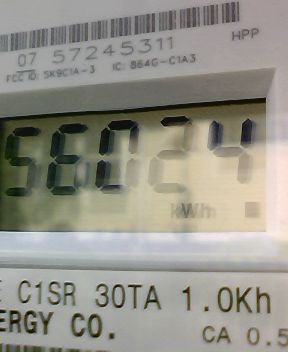 07 57245311 HPP
FCC ID: SK9C1A-3 IC: 864G-C1A3
56024
kWh
C1SR 30TA 1.0Kh
ERGY CO. CA 0.5